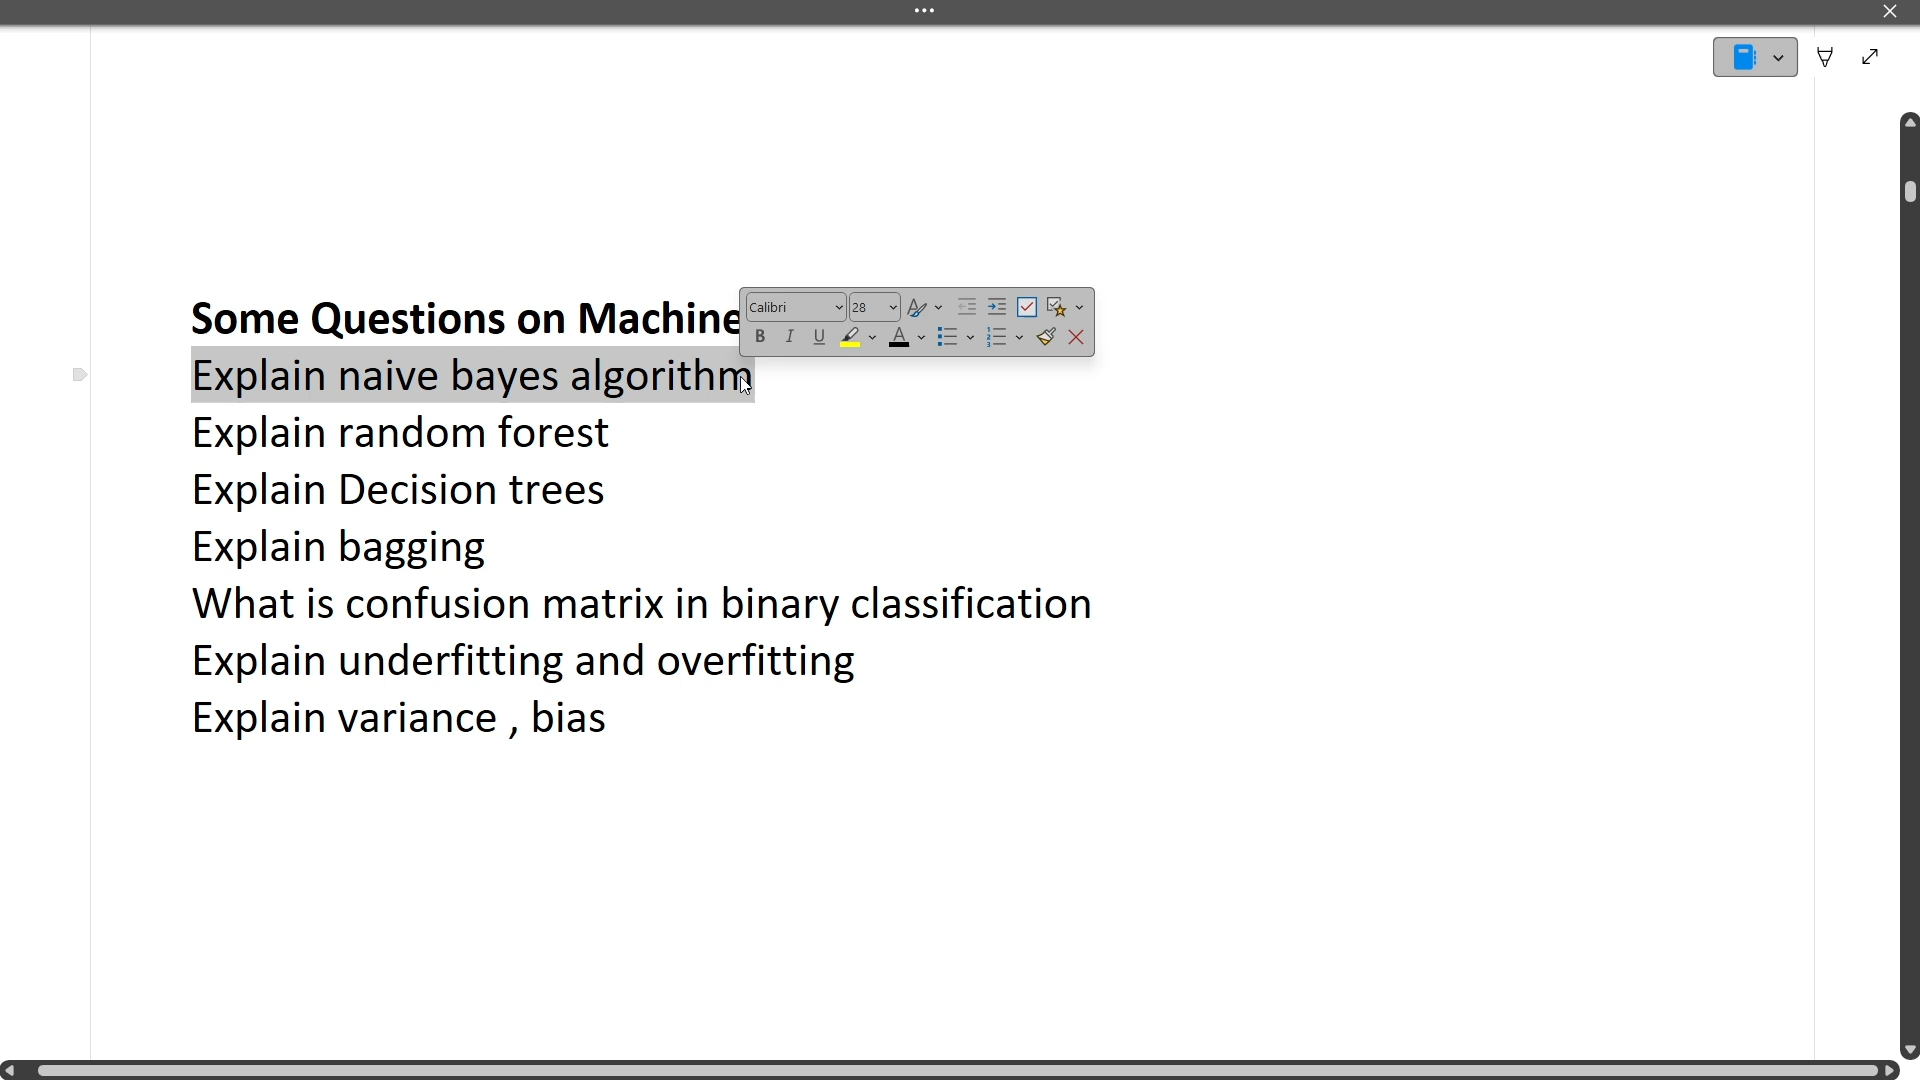 Some Questions on Machine
Calibri
28
B I U A
Explain naive bayes algorithm
Explain random forest
Explain Decision trees
Explain bagging
What is confusion matrix in binary classification
Explain underfitting and overfitting
Explain variance , bias